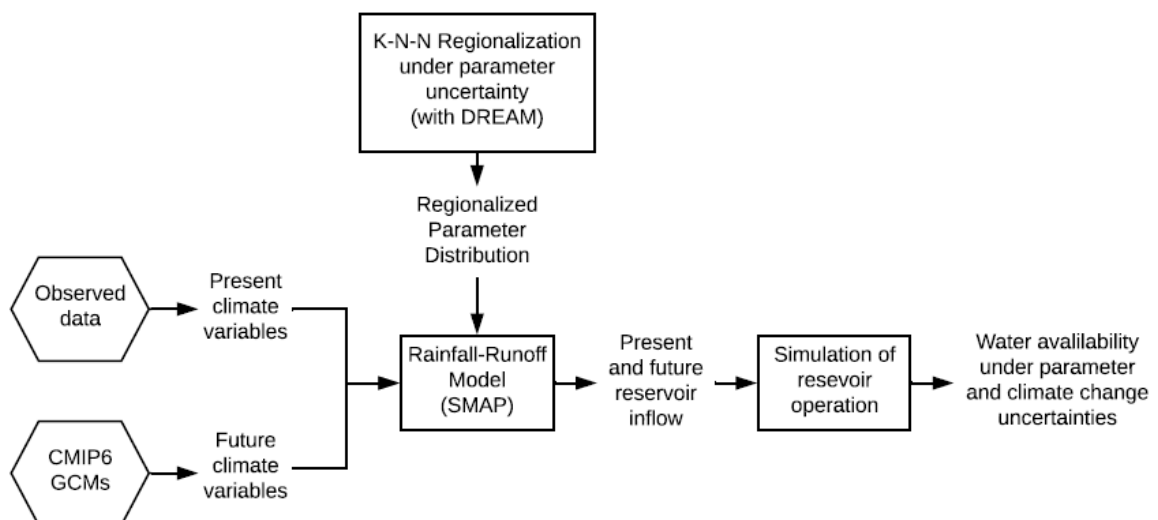 K-N-N Regionalization
under parameter
uncertainty
(with DREAM)
Regionalized
Parameter
Distribution
Observed
data
Present
climate
variables
CMIP6
GCMs
Future
climate
variables
Rainfall-Runoff
Model
(SMAP)
Present
and future
reservoir
inflow
Simulation of
resevoir
operation
Water avalilability
under parameter
and climate change
uncertainties